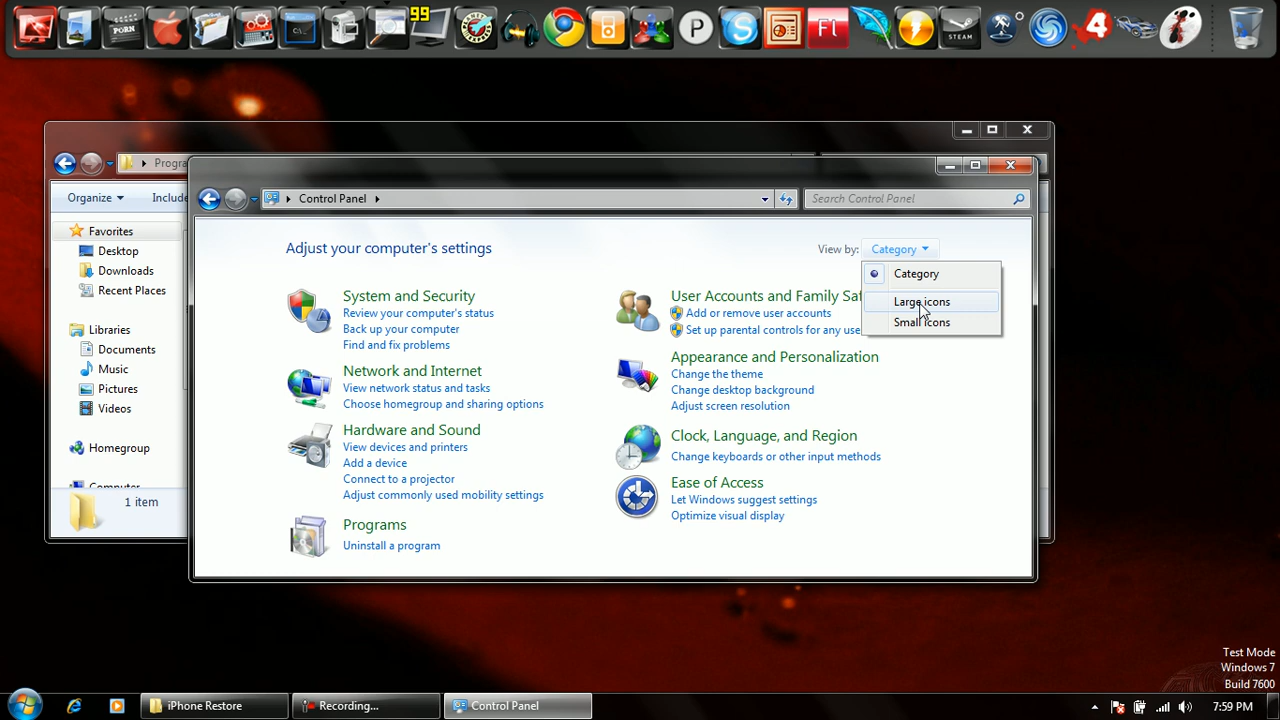 99
PORN
P
Fl
STEAM
4
Progra
Organize
Include
Favorites
Desktop
Downloads
Recent Places
Libraries
Documents
Music
Pictures
Videos
Homegroup
Computer
1 item
Control Panel
Search Control Panel
Adjust your computer's settings
View by: Category
Category
Large icons
Small icons
System and Security
Review your computer's status
Back up your computer
Find and fix problems
Network and Internet
View network status and tasks
Choose homegroup and sharing options
Hardware and Sound
View devices and printers
Add a device
Connect to a projector
Adjust commonly used mobility settings
Programs
Uninstall a program
User Accounts and Family Saf
Add or remove user accounts
Set up parental controls for any use
Appearance and Personalization
Change the theme
Change desktop background
Adjust screen resolution
Clock, Language, and Region
Change keyboards or other input methods
Ease of Access
Let Windows suggest settings
Optimize visual display
Test Mode
Windows 7
Build 7600
iPhone Restore
Recording...
Control Panel
7:59 PM